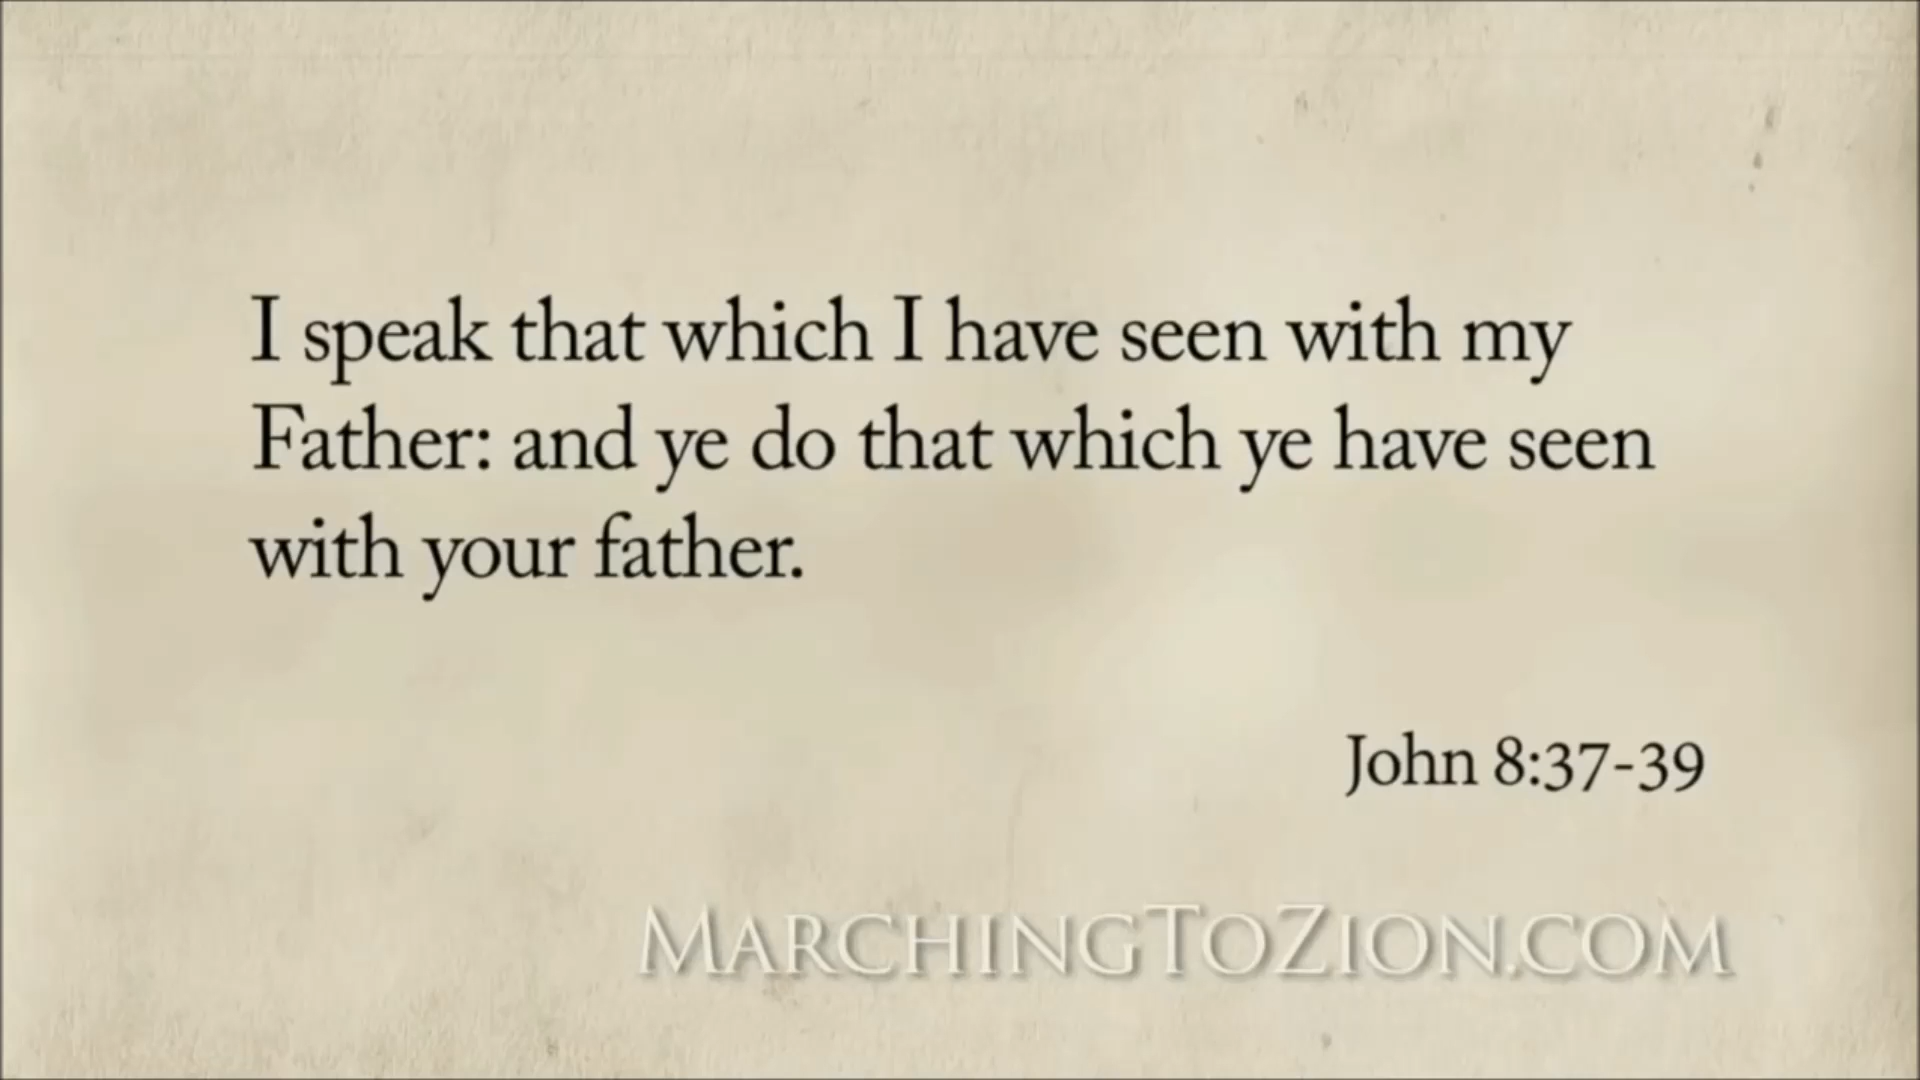 I speak that which I have seen with my
Father: and ye do that which ye have seen
with your father.
John 8:37-39
MARCHINGTOZION.COM